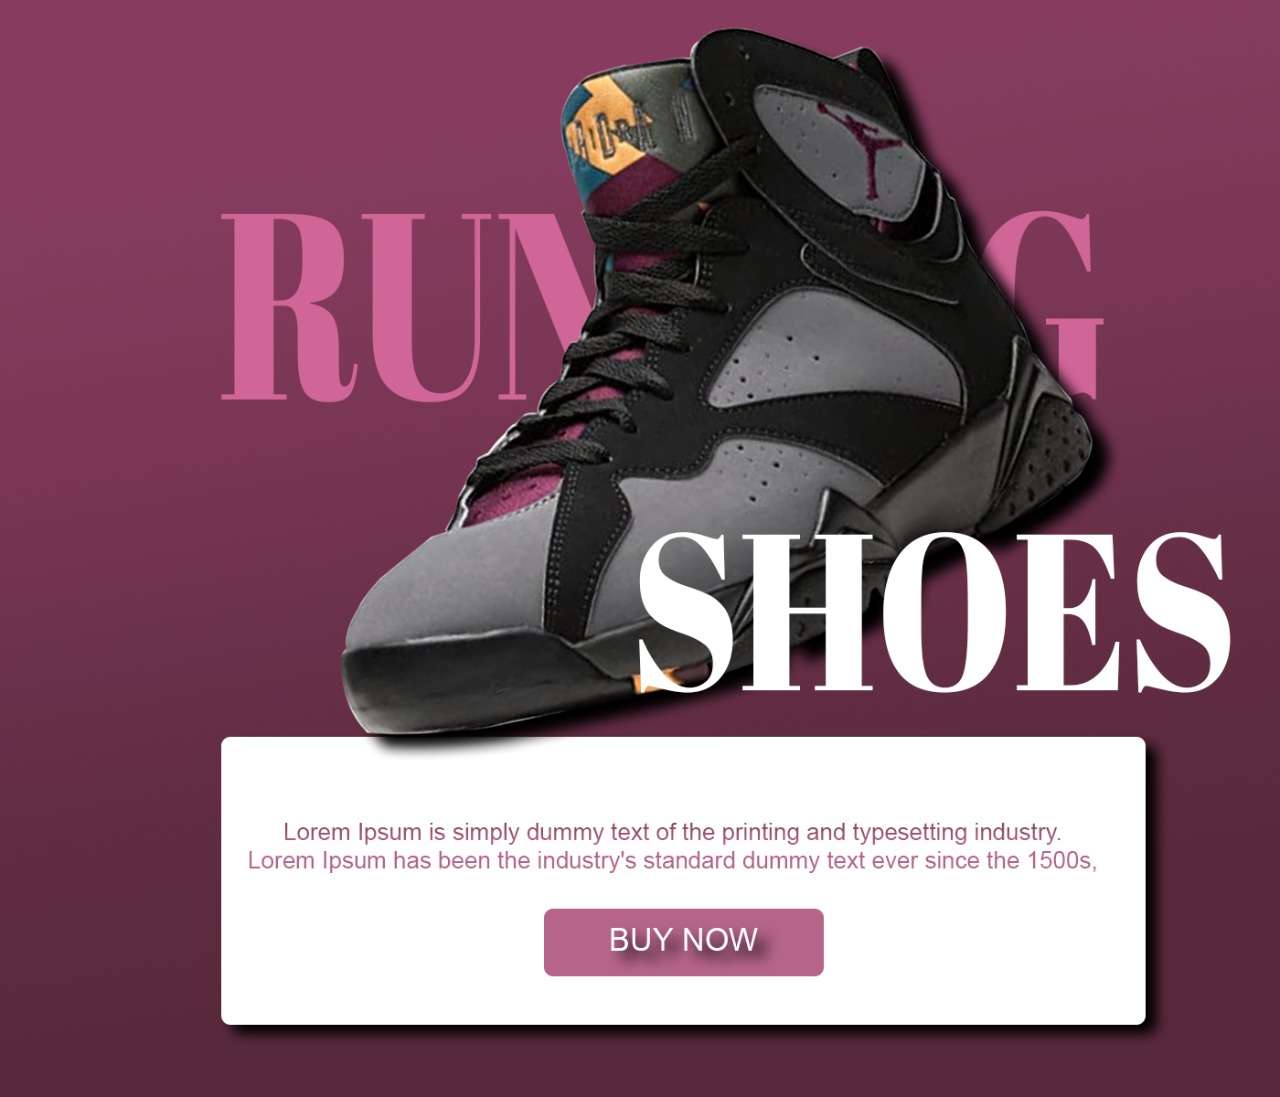 RUN G
SHOES
Lorem Ipsum is simply dummy text of the printing and typesetting industry.
Lorem Ipsum has been the industry's standard dummy text ever since the 1500s,
BUY NOW